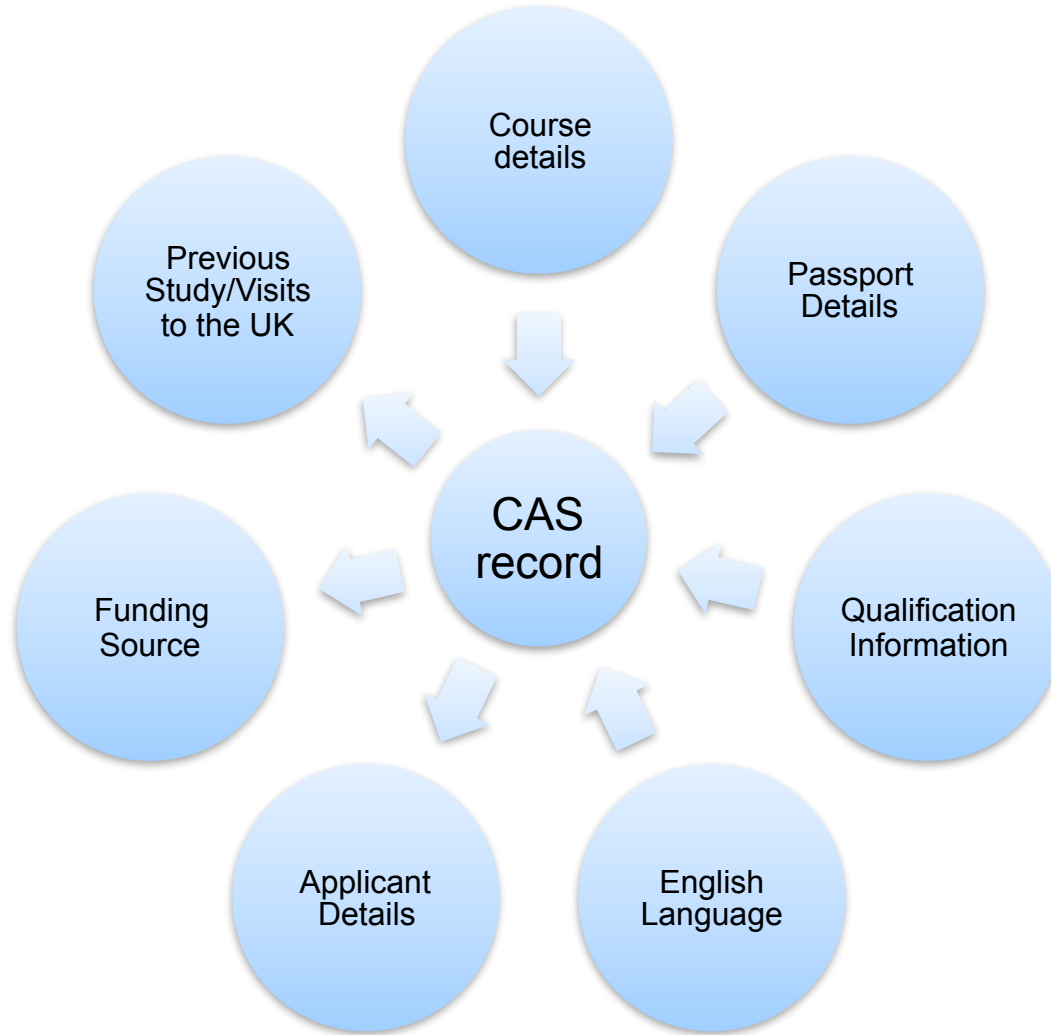 Course
details
Passport
Details
Qualification
Information
English
Language
Applicant
Details
Funding
Source
Previous
Study/Visits
to the UK
CAS
record